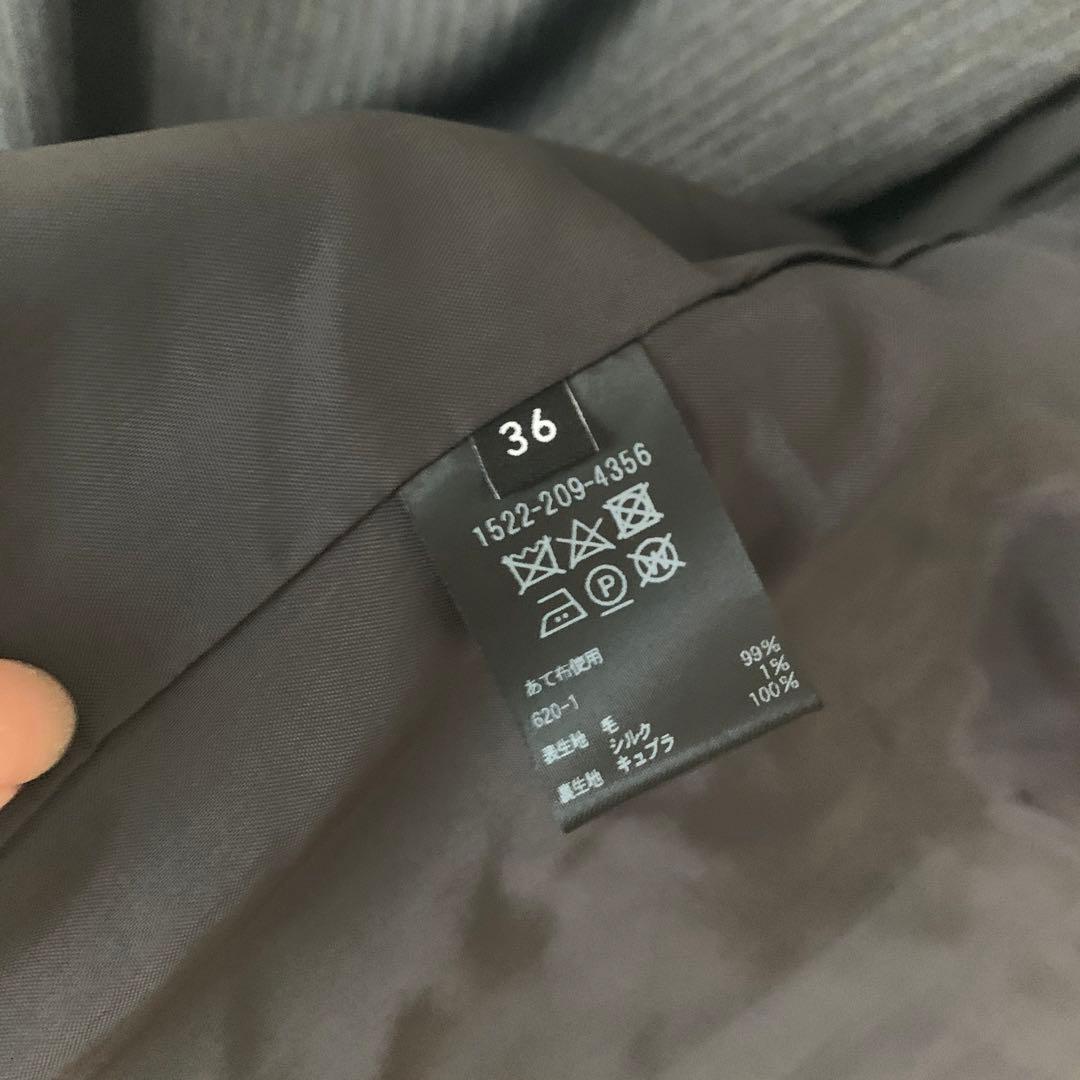 36
1522-209-4356
P
W
あて布使用
620-1
表生地 毛 99%
シルク 1%
裏生地 キュプラ 100%